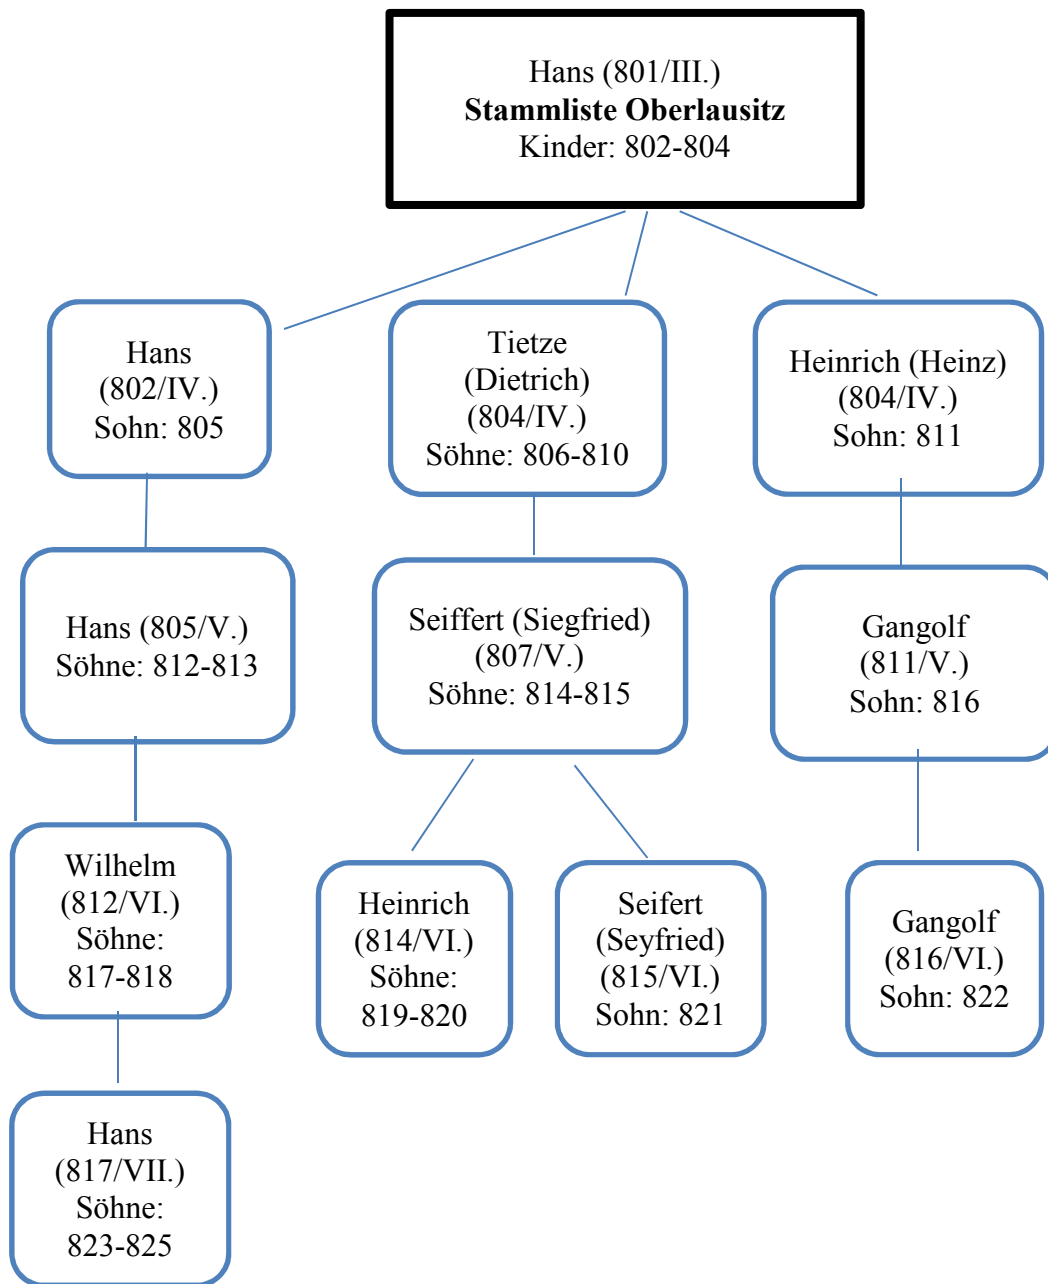 Hans (801/III.)
Stammliste Oberlausitz
Kinder: 802-804
Hans
(802/IV.)
Sohn: 805
Tietze
(Dietrich)
(804/IV.)
Söhne: 806-810
Heinrich (Heinz)
(804/IV.)
Sohn: 811
Hans (805/V.)
Söhne: 812-813
Seiffert (Siegfried)
(807/V.)
Söhne: 814-815
Gangolf
(811/V.)
Sohn: 816
Wilhelm
(812/VI.)
Söhne:
817-818
Heinrich
(814/VI.)
Söhne:
819-820
Seifert
(Seyfried)
(815/VI.)
Sohn: 821
Gangolf
(816/VI.)
Sohn: 822
Hans
(817/VII.)
Söhne:
823-825